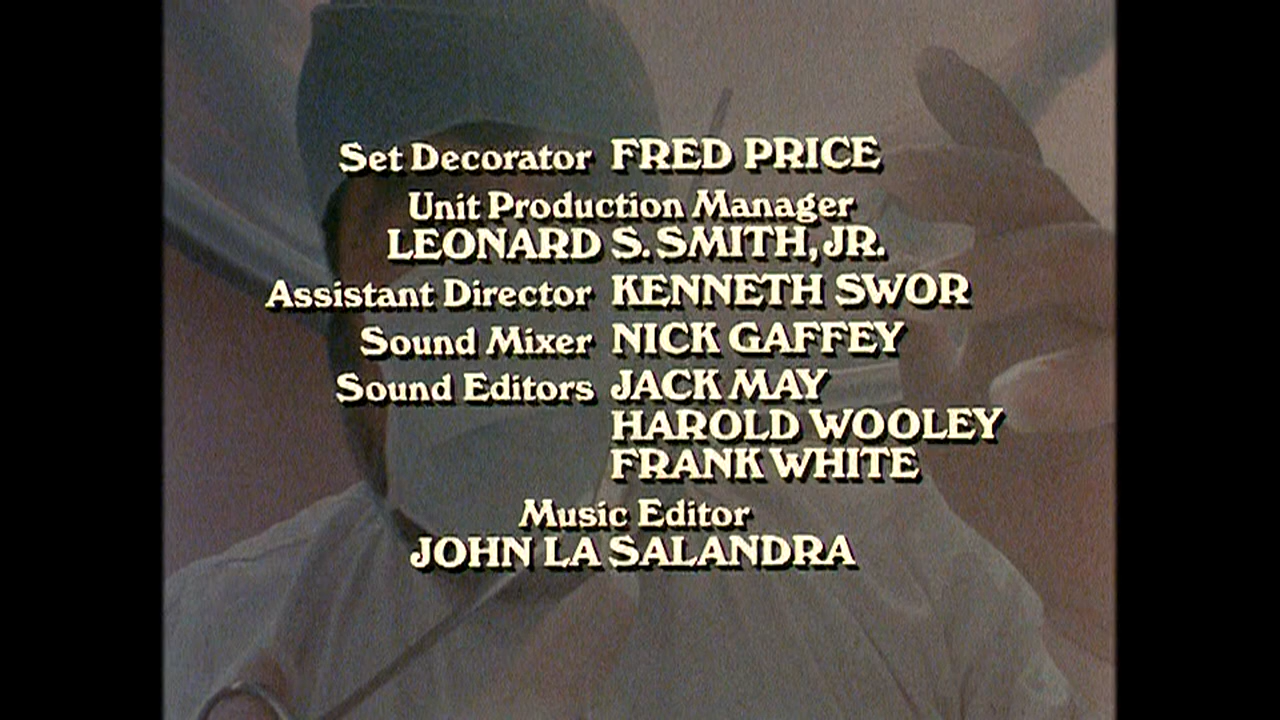 Set Decorator FRED PRICE
Unit Production Manager
LEONARD S. SMITH, JR.
Assistant Director KENNETH SWOR
Sound Mixer NICK GAFFEY
Sound Editors JACK MAY
HAROLD WOOLEY
FRANK WHITE
Music Editor
JOHN LA SALANDRA